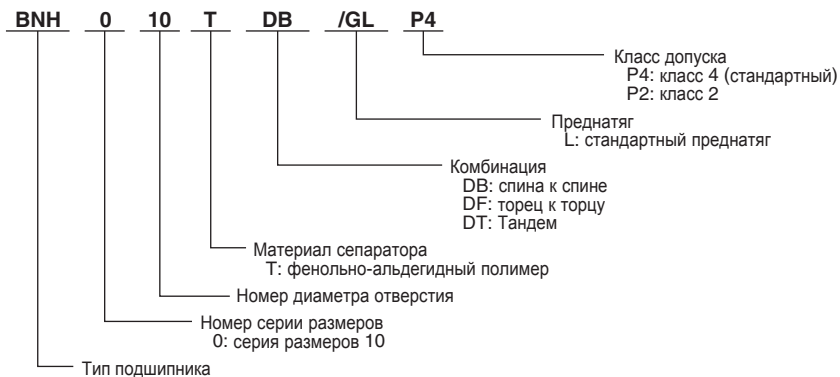 BNH 0 10 T DB /GL P4
Класс допуска
P4: класс 4 (стандартный)
P2: класс 2
Преднатяг
L: стандартный преднатяг
Комбинация
DB: спина к спине
DF: торец к торцу
DT: Тандем
Материал сепаратора
T: фенольно-альдегидный полимер
Номер диаметра отверстия
Номер серии размеров
0: серия размеров 10
Тип подшипника